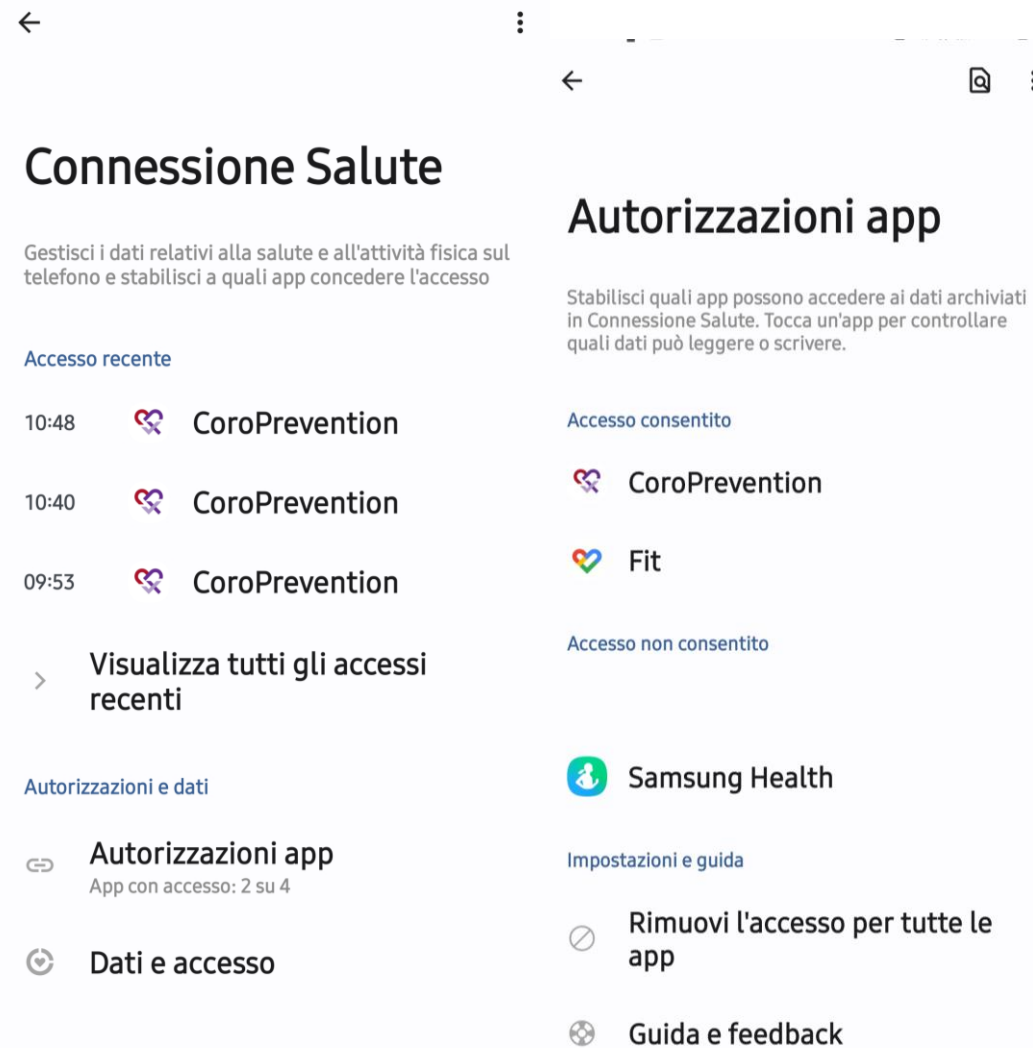 Connessione Salute
Gestisci i dati relativi alla salute e all'attività fisica sul
telefono e stabilisci a quali app concedere l'accesso
Accesso recente
10:48 CoroPrevention
10:40 CoroPrevention
09:53 CoroPrevention
Visualizza tutti gli accessi
recenti
Autorizzazioni e dati
Autorizzazioni app
App con accesso: 2 su 4
Dati e accesso
Autorizzazioni app
Stabilisci quali app possono accedere ai dati archiviati
in Connessione Salute. Tocca un'app per controllare
quali dati può leggere o scrivere.
Accesso consentito
CoroPrevention
Fit
Accesso non consentito
Samsung Health
Impostazioni e guida
Rimuovi l'accesso per tutte le
app
Guida e feedback